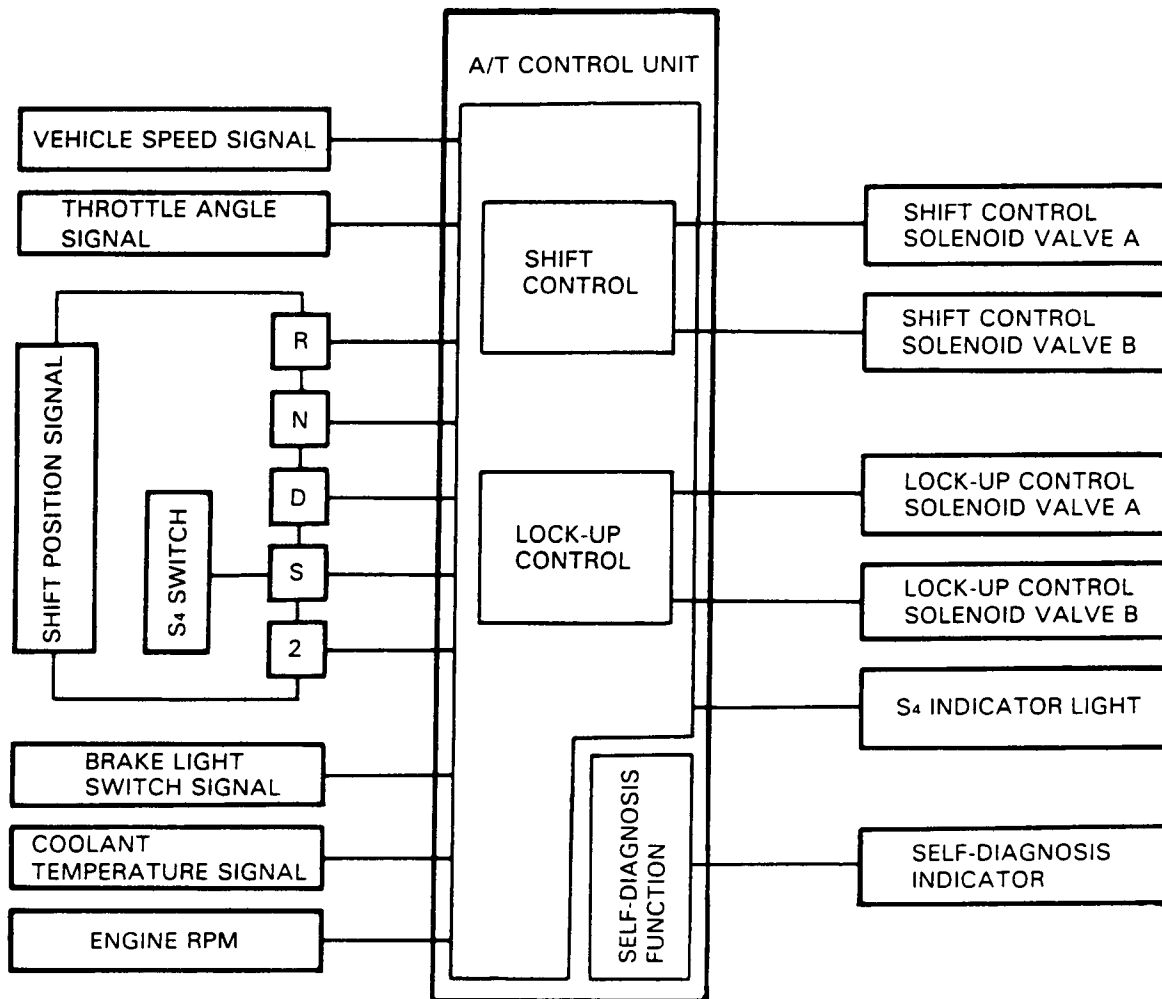 A/T CONTROL UNIT
VEHICLE SPEED SIGNAL
THROTTLE ANGLE
SIGNAL
SHIFT POSITION SIGNAL
S4 SWITCH
R
N
D
S
2
BRAKE LIGHT
SWITCH SIGNAL
COOLANT
TEMPERATURE SIGNAL
ENGINE RPM
SHIFT
CONTROL
LOCK-UP
CONTROL
SELF-DIAGNOSIS
FUNCTION
SHIFT CONTROL
SOLENOID VALVE A
SHIFT CONTROL
SOLENOID VALVE B
LOCK-UP CONTROL
SOLENOID VALVE A
LOCK-UP CONTROL
SOLENOID VALVE B
S4 INDICATOR LIGHT
SELF-DIAGNOSIS
INDICATOR